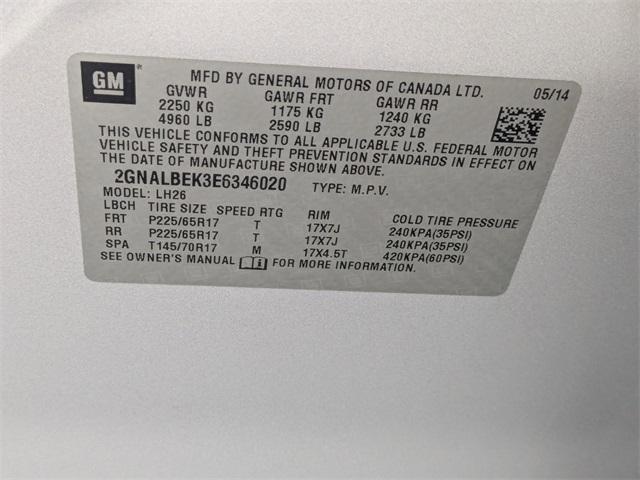 GM ®
MFD BY GENERAL MOTORS OF CANADA LTD. 05/14
GVWR GAWR FRT GAWR RR
2250 KG 1175 KG 1240 KG
4960 LB 2590 LB 2733 LB
THIS VEHICLE CONFORMS TO ALL APPLICABLE U.S. FEDERAL MOTOR
VEHICLE SAFETY AND THEFT PREVENTION STANDARDS IN EFFECT ON
THE DATE OF MANUFACTURE SHOWN ABOVE.
2GNALBEK3E6346020 TYPE: M.P.V.
MODEL: LH26
LBCH TIRE SIZE SPEED RTG RIM COLD TIRE PRESSURE
FRT P225/65R17 T 17X7J 240KPA(35PSI)
RR P225/65R17 T 17X7J 240KPA(35PSI)
SPA T145/70R17 M 17X4.5T 420KPA(60PSI)
SEE OWNER'S MANUAL FOR MORE INFORMATION.